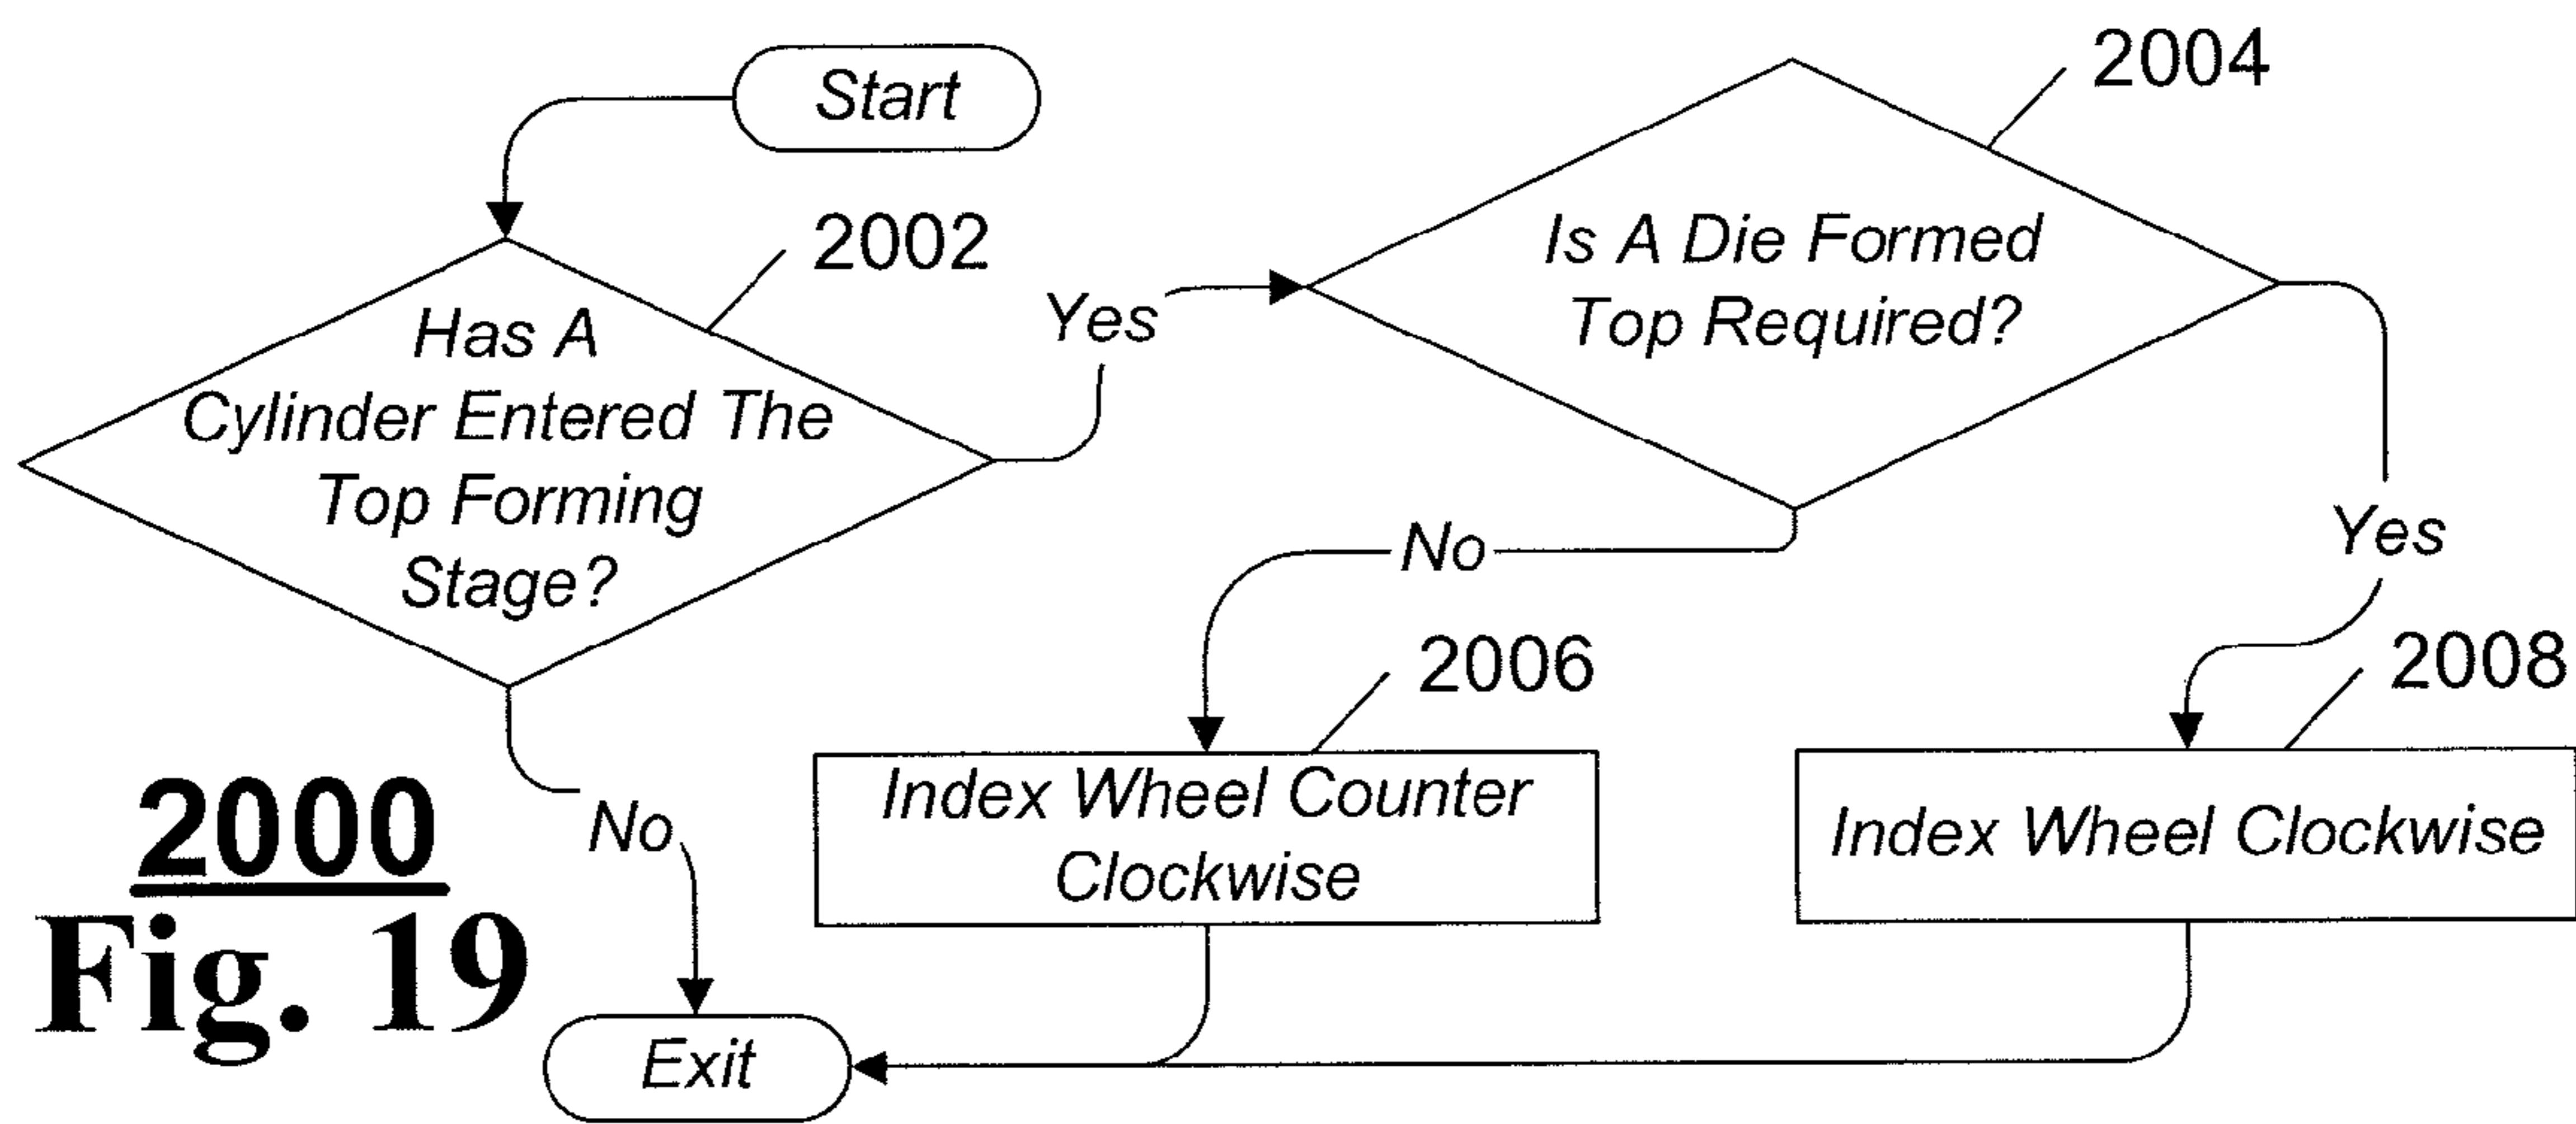 Start
2004
2002
Has A
Cylinder Entered The
Top Forming
Stage?
Yes
Is A Die Formed
Top Required?
No
Yes
2006
2008
Index Wheel Counter
Clockwise
Index Wheel Clockwise
No
2000
Fig. 19
Exit